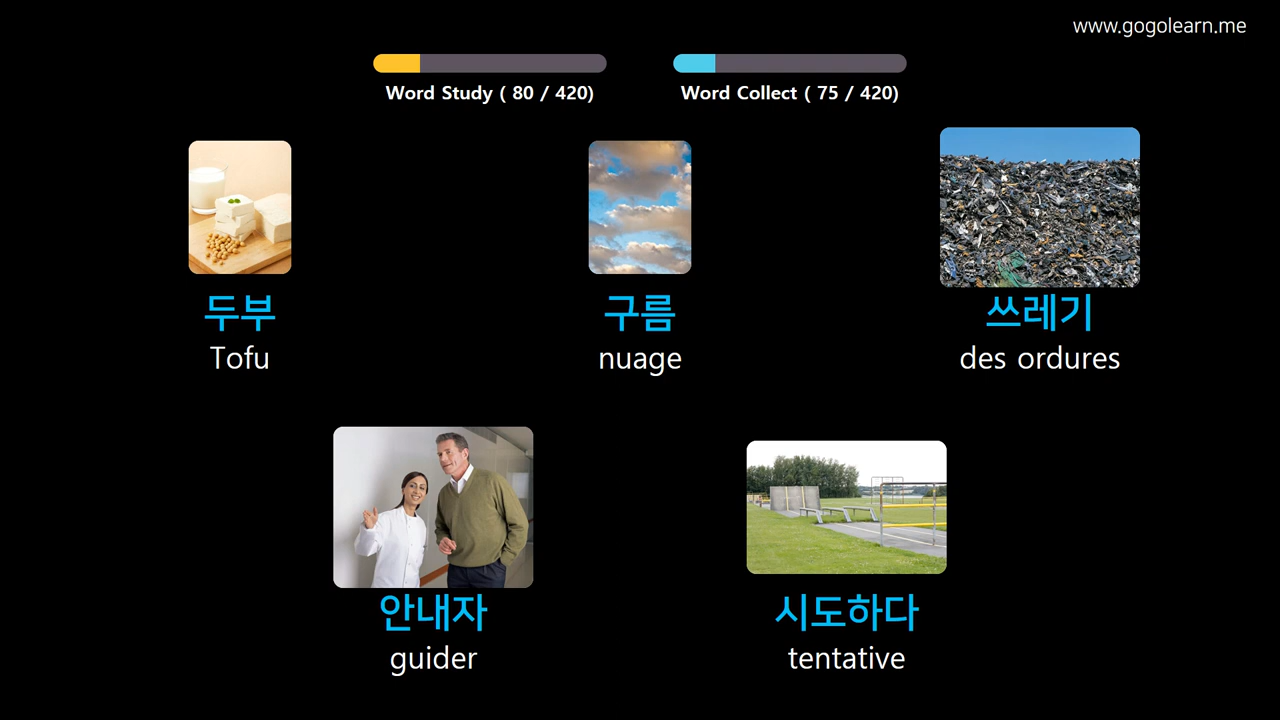 www.gogolearn.me
Word Study ( 80 / 420)
Word Collect ( 75 / 420)
두부
Tofu
구름
nuage
쓰레기
des ordures
안내자
guider
시도하다
tentative